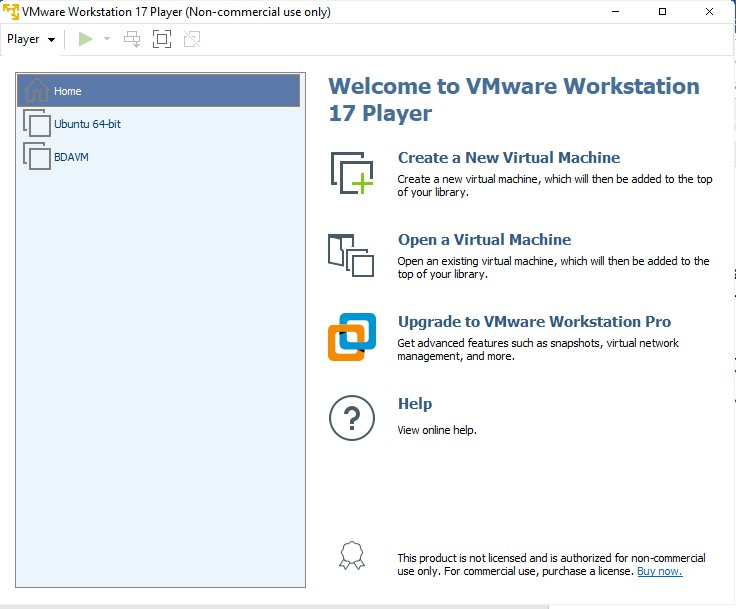 VMware Workstation 17 Player (Non-commercial use only)
Player
Home
Ubuntu 64-bit
BDAVM
Welcome to VMware Workstation
17 Player
Create a New Virtual Machine
Create a new virtual machine, which will then be added to the top
of your library.
Open a Virtual Machine
Open an existing virtual machine, which will then be added to the
top of your library.
Upgrade to VMware Workstation Pro
Get advanced features such as snapshots, virtual network
management, and more.
?
Help
View online help.
This product is not licensed and is authorized for non-commercial
use only. For commercial use, purchase a license. Buy now.